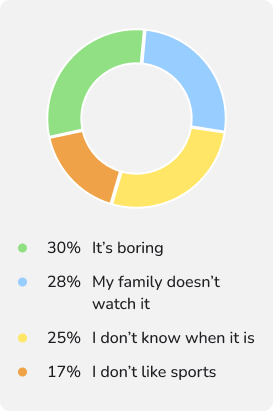 30% It’s boring
28% My family doesn’t
watch it
25% I don’t know when it is
17% I don’t like sports